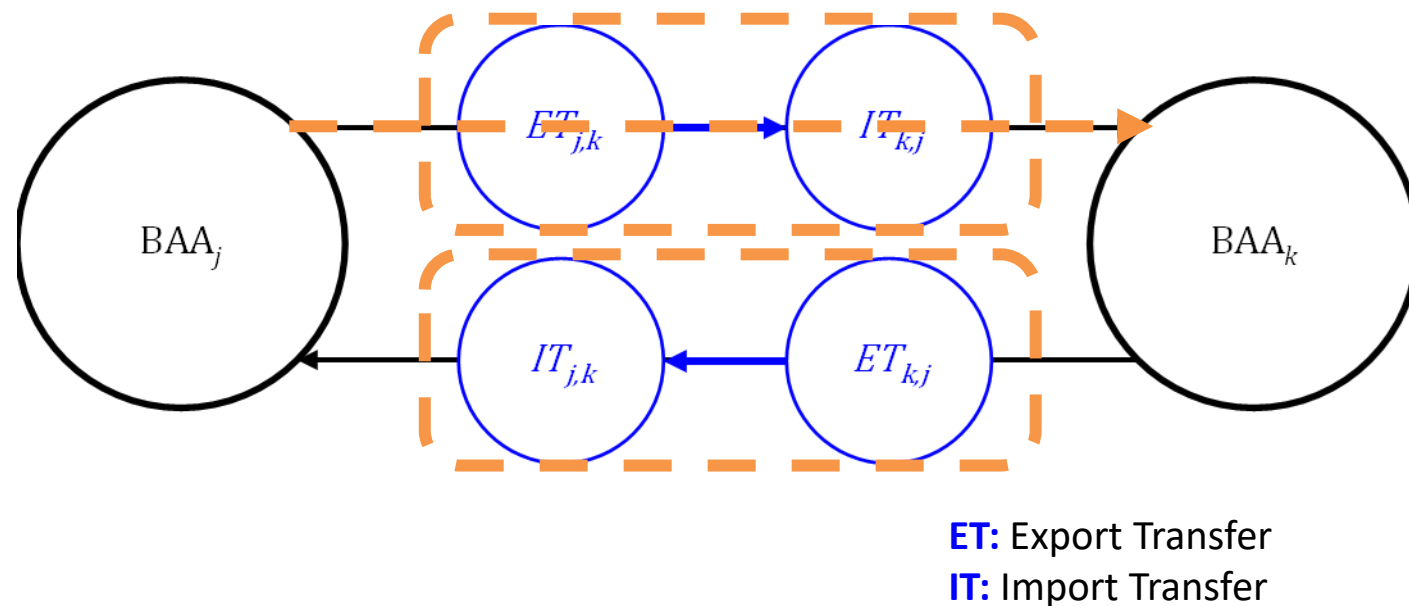 ET_{j,k} IT_{k,j}
BAA_j BAA_k
IT_{j,k} ET_{k,j}
ET: Export Transfer
IT: Import Transfer